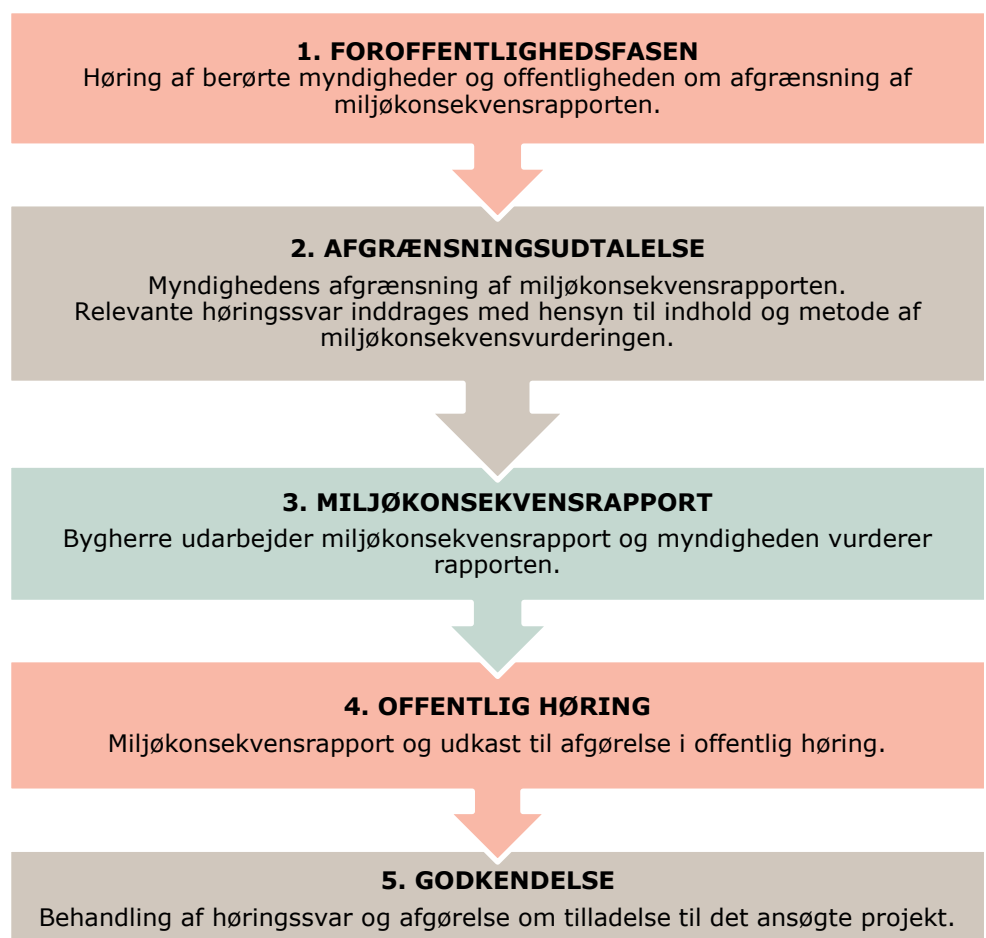 1. FOROFFENTLIGHEDSFASEN
Høring af berørte myndigheder og offentligheden om afgrænsning af
miljøkonsekvensrapporten.
2. AFGRÆNSNINGSUDTALELSE
Myndighedens afgrænsning af miljøkonsekvensrapporten.
Relevante høringssvar inddrages med hensyn til indhold og metode af
miljøkonsekvensvurderingen.
3. MILJØKONSEKVENSRAPPORT
Bygherre udarbejder miljøkonsekvensrapport og myndigheden vurderer
rapporten.
4. OFFENTLIG HØRING
Miljøkonsekvensrapport og udkast til afgørelse i offentlig høring.
5. GODKENDELSE
Behandling af høringssvar og afgørelse om tilladelse til det ansøgte projekt.